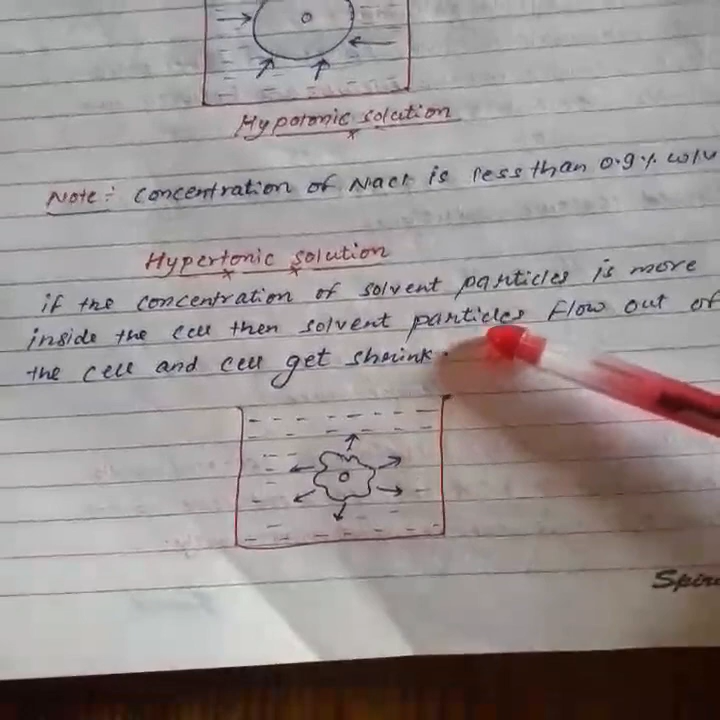 Hypotonic solution
Note :- Concentration of NaCl is less than 0.9% w/v
Hypertonic solution
if the concentration of solvent particles is more
inside the cell then solvent particles flow out of
the cell and cell get shrink.